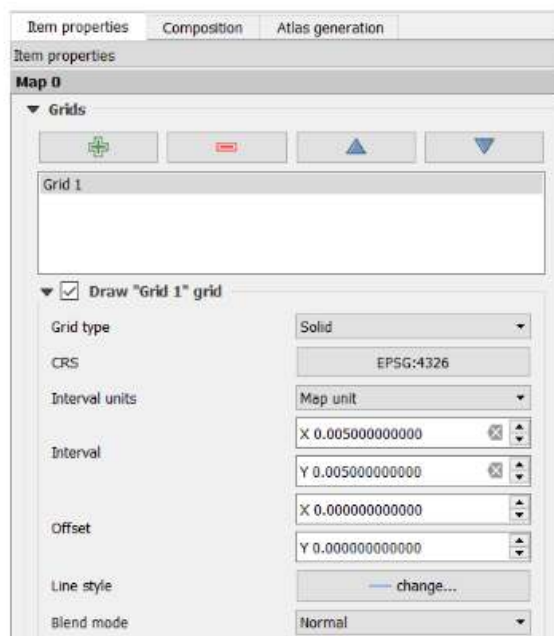 Item properties Composition Atlas generation
Item properties
Map 0
Grids
Grid 1
Draw "Grid 1" grid
Grid type Solid
CRS EPSG:4326
Interval units Map unit
X 0.005000000000
Interval
Y 0.005000000000
X 0.000000000000
Offset
Y 0.000000000000
Line style change...
Blend mode Normal